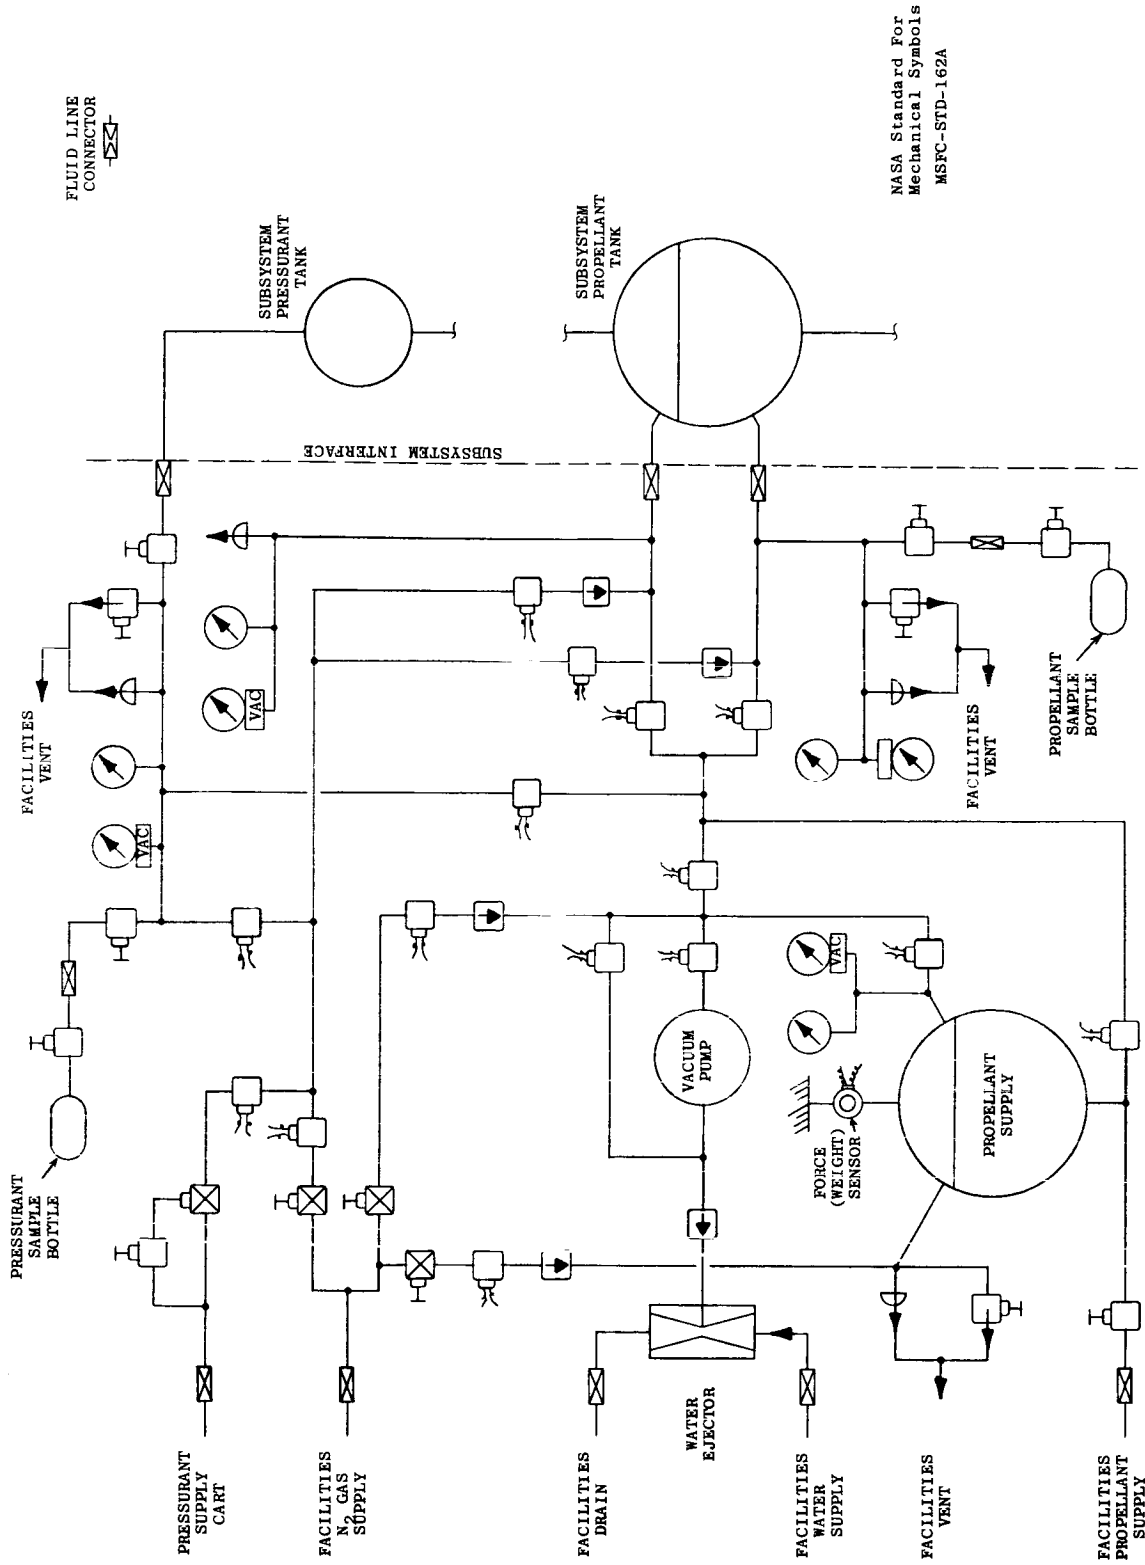 FLUID LINE
CONNECTOR
NASA Standard For
Mechanical Symbols
MSFC-STD-162A
SUBSYSTEM
PRESSURANT
TANK
SUBSYSTEM
PROPELLANT
TANK
SUBSYSTEM INTERFACE
FACILITIES
VENT
VAC
VAC
FACILITIES
VENT
PROPELLANT
SAMPLE
BOTTLE
PRESSURANT
SAMPLE
BOTTLE
VACUUM
PUMP
VAC
FORCE
(WEIGHT)
SENSOR
PROPELLANT
SUPPLY
PRESSURANT
SUPPLY
CART
FACILITIES
N2 GAS
SUPPLY
FACILITIES
DRAIN
WATER
EJECTOR
FACILITIES
WATER
SUPPLY
FACILITIES
VENT
FACILITIES
PROPELLANT
SUPPLY